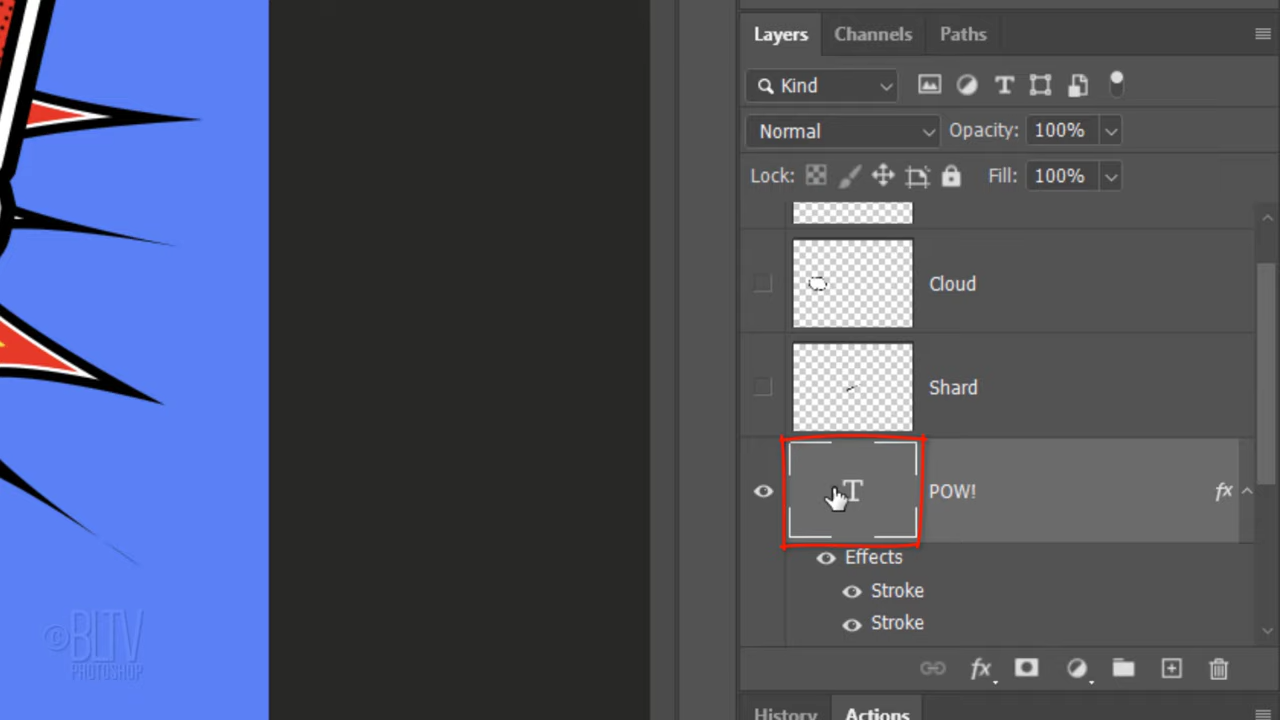 Layers Channels Paths
Kind T
Normal Opacity: 100%
Lock: Fill: 100%
Cloud
Shard
T POW! fx
Effects
Stroke
Stroke
fx
©BLTV
PHOTOSHOP
History Actions